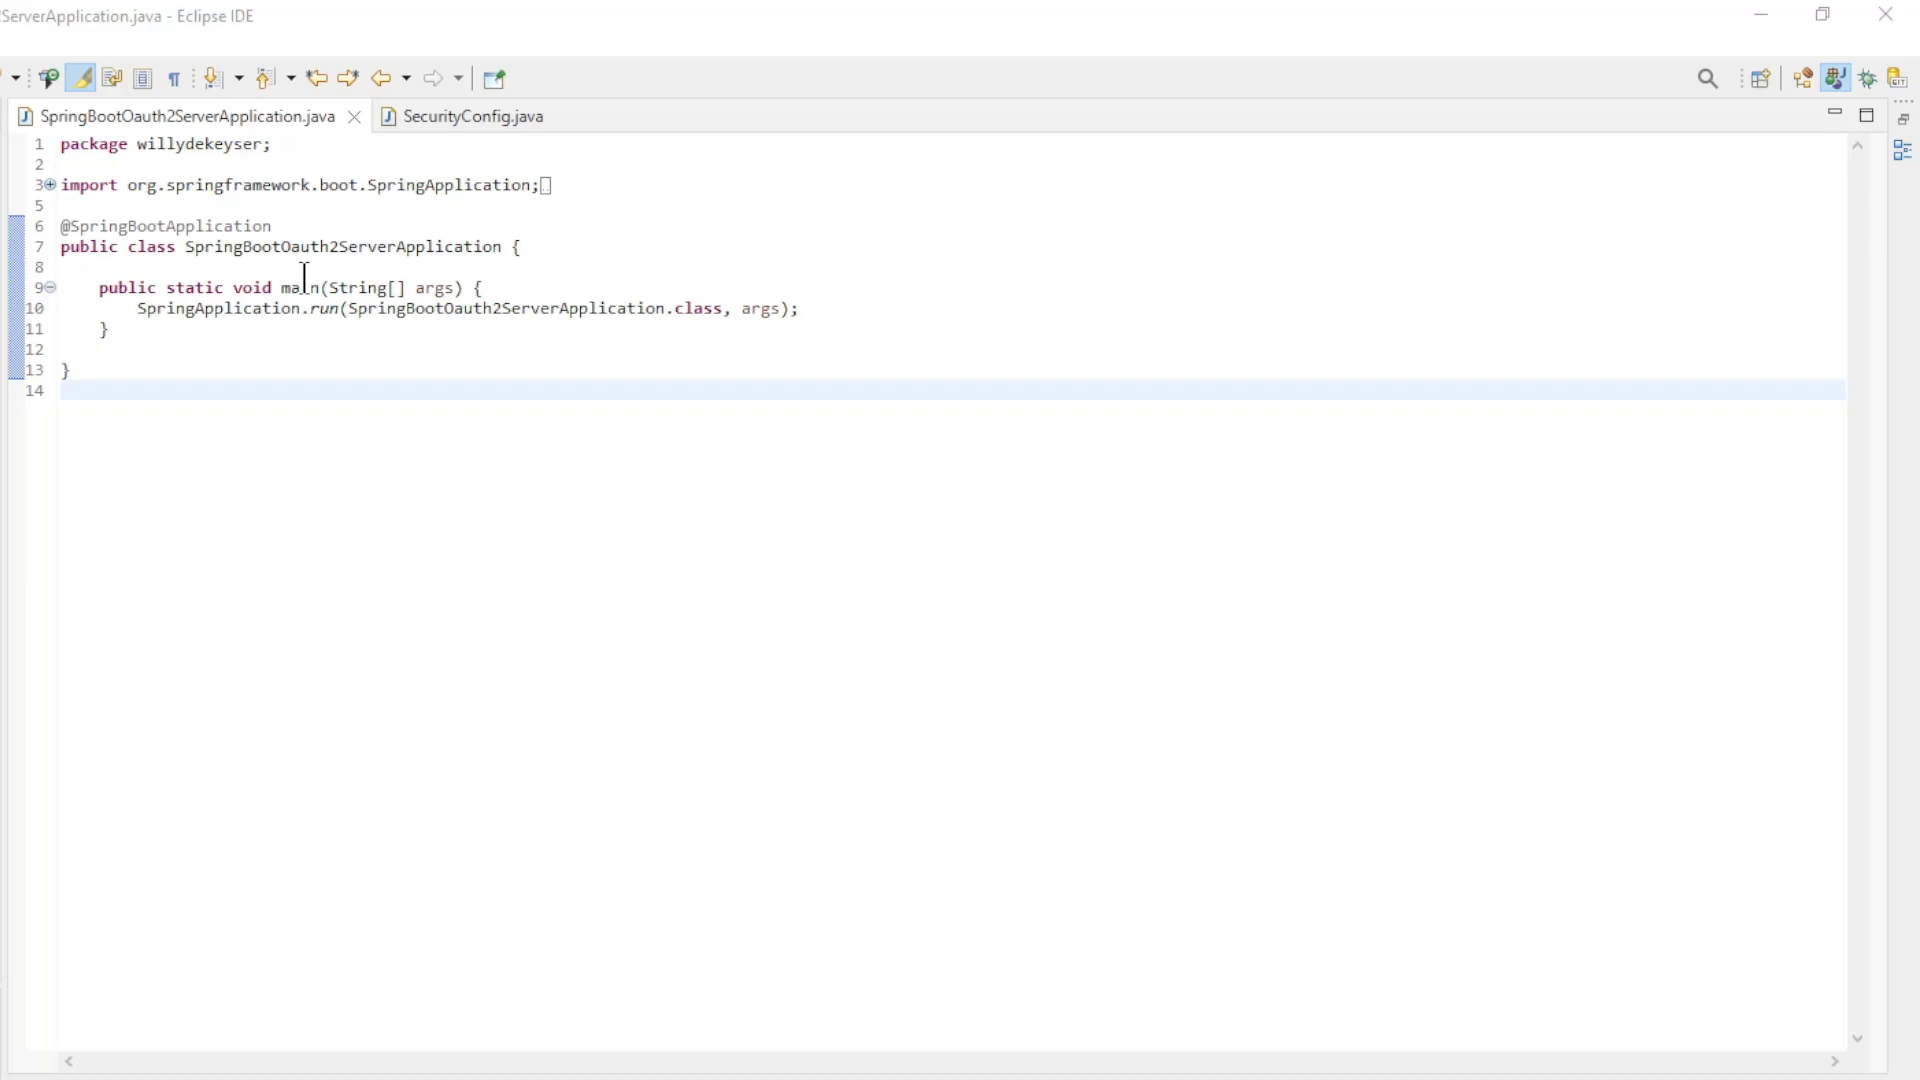 2ServerApplication.java - Eclipse IDE
GIT
SpringBootOauth2ServerApplication.java
SecurityConfig.java
1 package willydekeyser;
2
3 import org.springframework.boot.SpringApplication;
5
6 @SpringBootApplication
7 public class SpringBootOauth2ServerApplication {
8
9 public static void main(String[] args) {
10 SpringApplication.run(SpringBootOauth2ServerApplication.class, args);
11 }
12
13 }
14